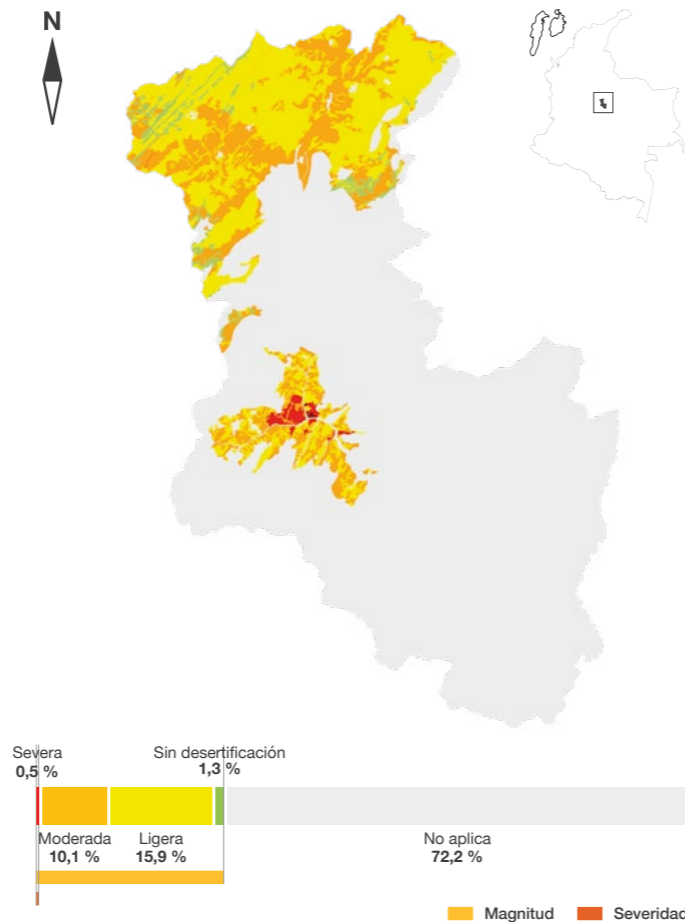 N
Severa
0,5 %
Sin desertificación
1,3 %
Moderada
10,1 %
Ligera
15,9 %
No aplica
72,2 %
Magnitud
Severidad